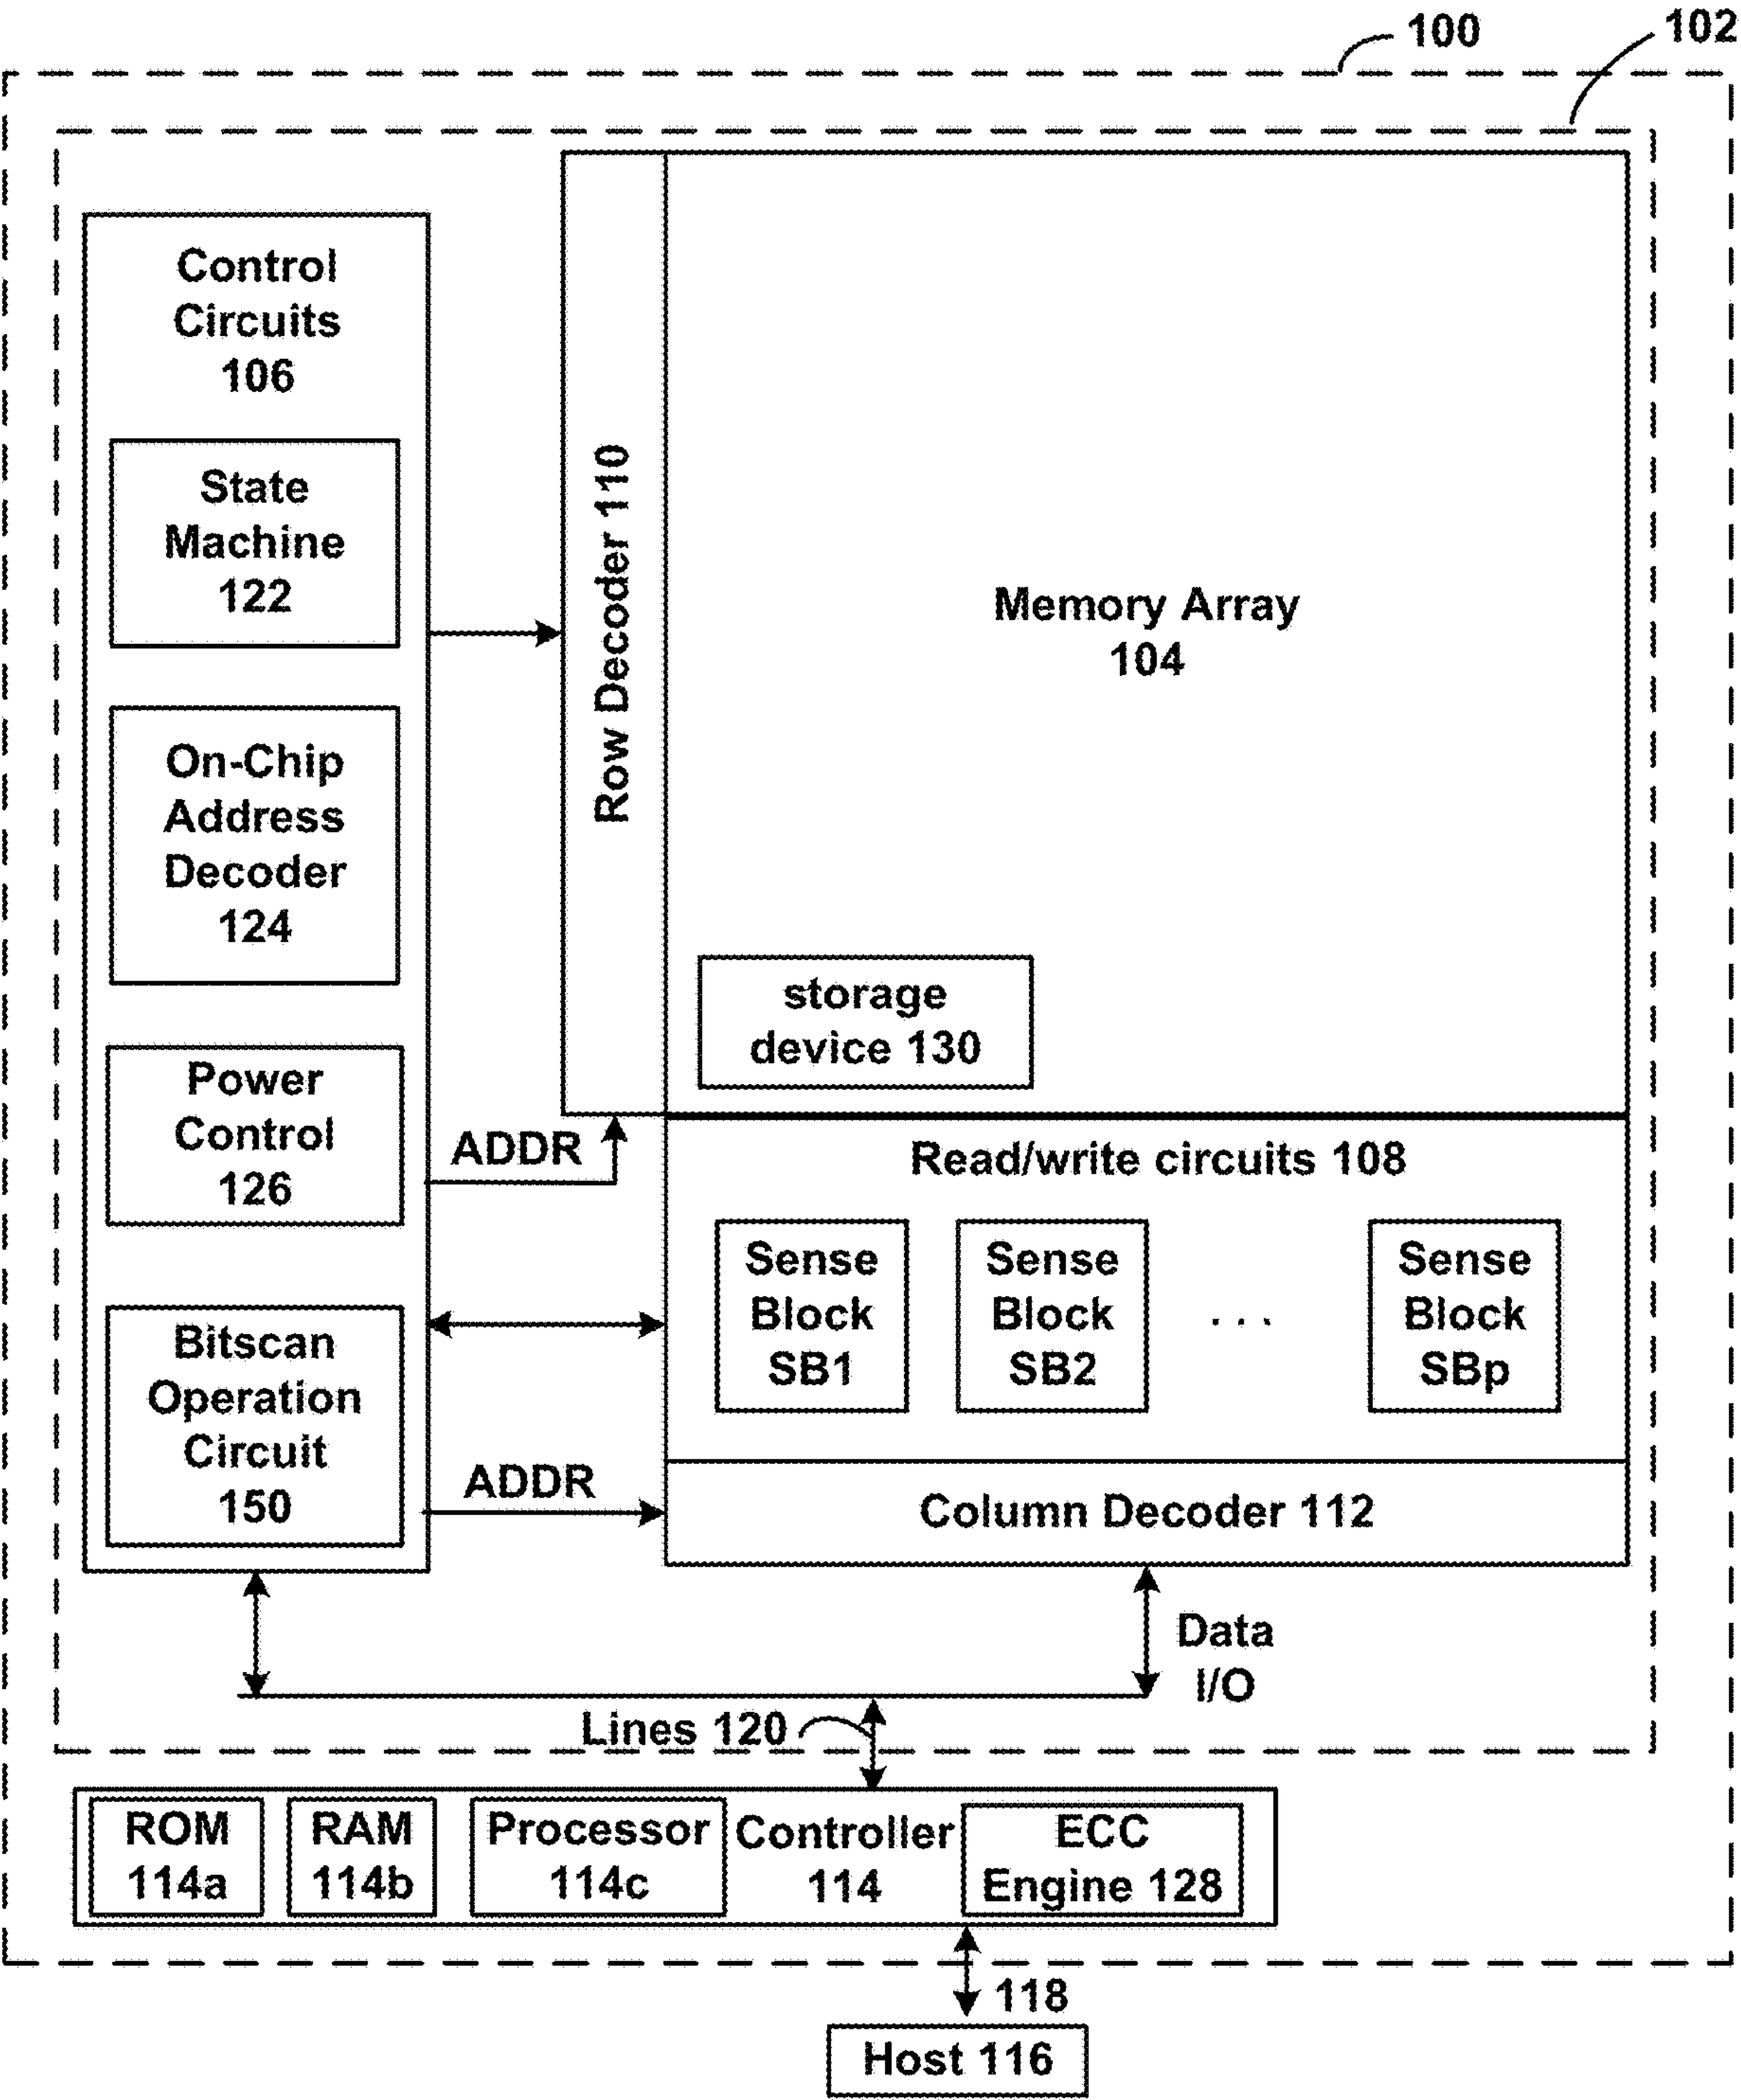 100
102
Control
Circuits
106
State
Machine
122
On-Chip
Address
Decoder
124
Power
Control
126
Bitscan
Operation
Circuit
150
Row Decoder 110
Memory Array
104
storage
device 130
ADDR
Read/write circuits 108
Sense
Block
SB1
Sense
Block
SB2
. . .
Sense
Block
SBp
ADDR
Column Decoder 112
Data
I/O
Lines 120
ROM
114a
RAM
114b
Processor
114c
Controller
114
ECC
Engine 128
118
Host 116